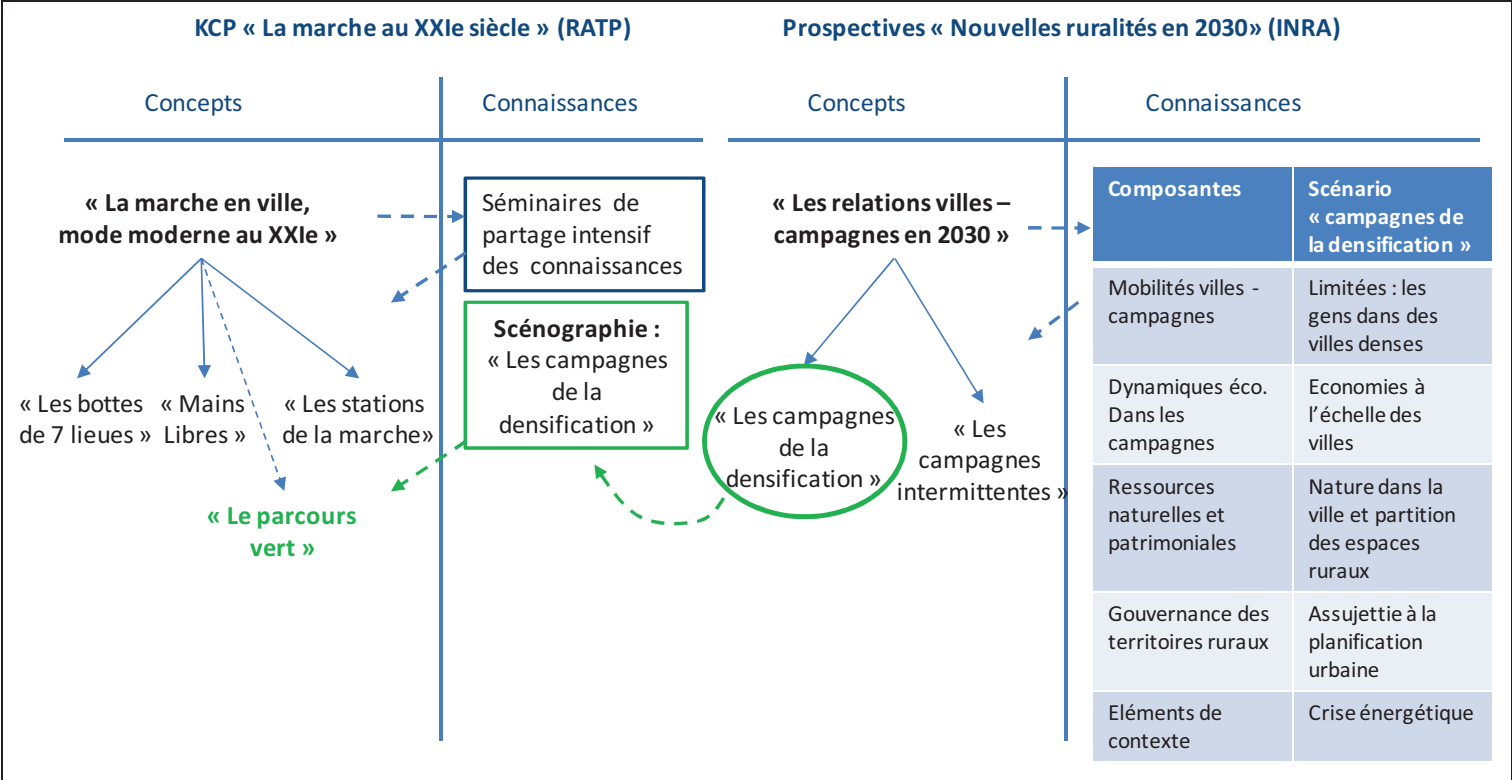 KCP « La marche au XXIe siècle » (RATP)
Concepts
Connaissances
« La marche en ville,
mode moderne au XXIe »
Séminaires de
partage intensif
des connaissances
Scénographie :
« Les campagnes
de la
densification »
« Les bottes
de 7 lieues »
« Mains
Libres »
« Les stations
de la marche»
« Le parcours
vert »
Prospectives « Nouvelles ruralités en 2030» (INRA)
Concepts
Connaissances
« Les relations villes –
campagnes en 2030 »
« Les campagnes
de la
densification »
« Les
campagnes
intermittentes »
Composantes
Scénario
« campagnes de
la densification »
Mobilités villes -
campagnes
Limitées : les
gens dans des
villes denses
Dynamiques éco.
Dans les
campagnes
Economies à
l’échelle des
villes
Ressources
naturelles et
patrimoniales
Nature dans la
ville et partition
des espaces
ruraux
Gouvernance des
territoires ruraux
Assujettie à la
planification
urbaine
Eléments de
contexte
Crise énergétique